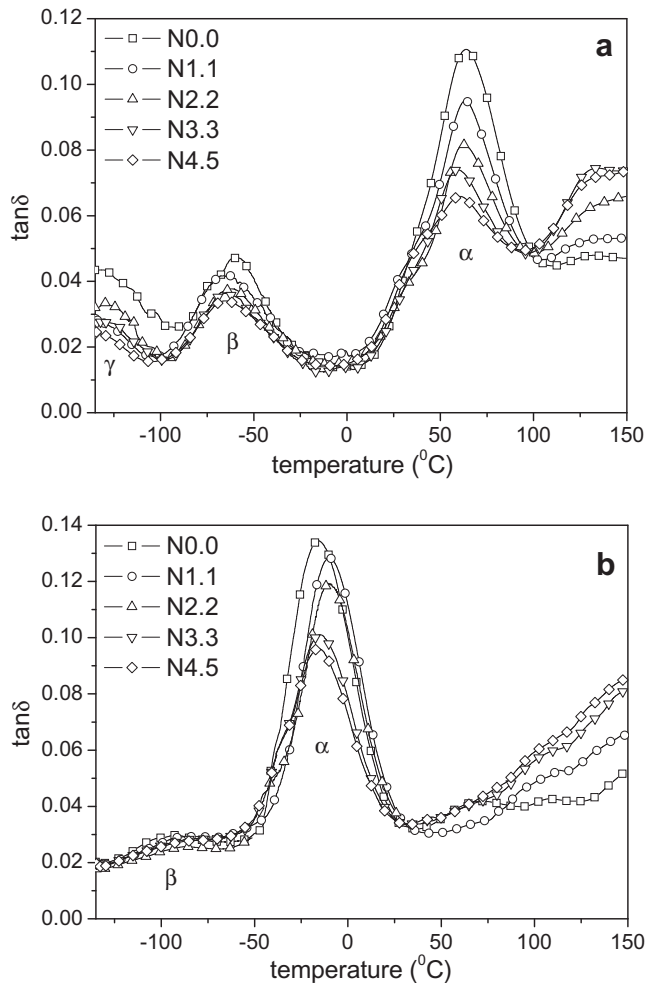 a
N0.0
N1.1
N2.2
N3.3
N4.5
0.12
0.10
0.08
0.06
0.04
0.02
0.00
tanδ
γ
β
α
-100 -50 0 50 100 150
temperature (⁰C)
b
N0.0
N1.1
N2.2
N3.3
N4.5
0.14
0.12
0.10
0.08
0.06
0.04
0.02
0.00
tanδ
β
α
-100 -50 0 50 100 150
temperature (⁰C)